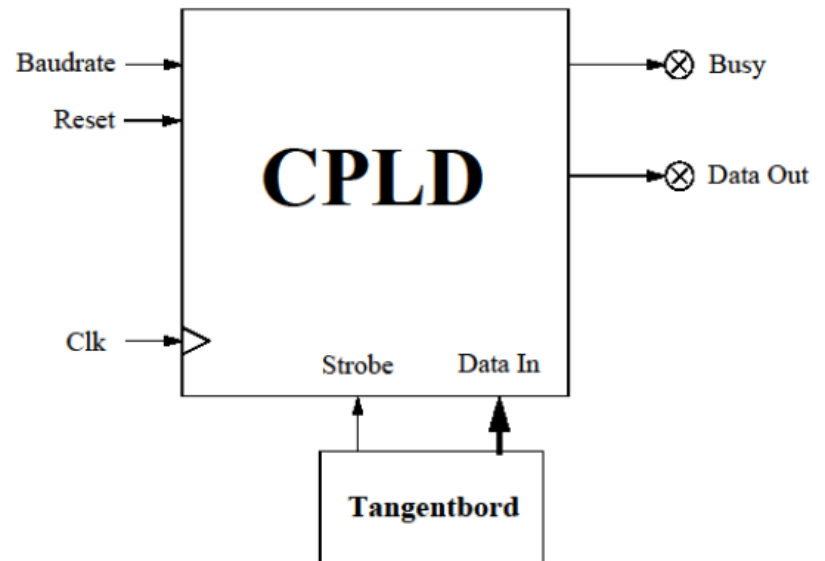 Baudrate
Busy
Reset
CPLD
Data Out
Clk
Strobe
Data In
Tangentbord